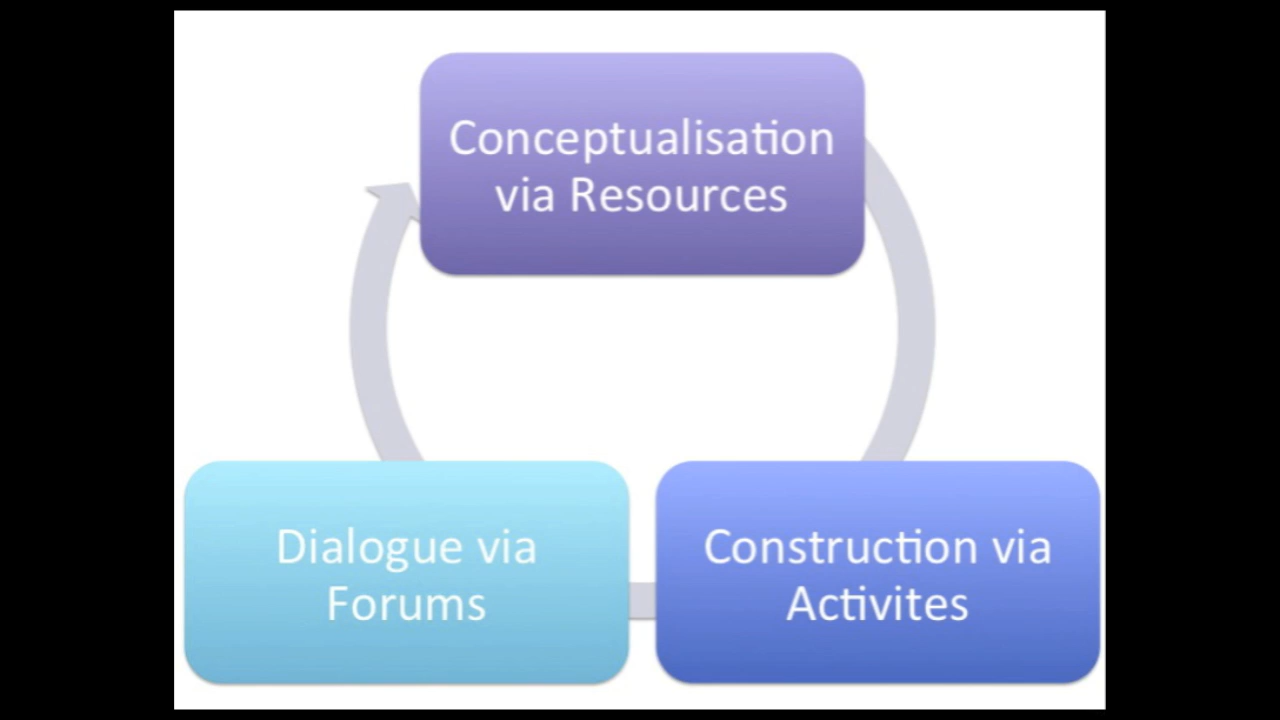 Conceptualisation
via Resources
Dialogue via
Forums
Construction via
Activites